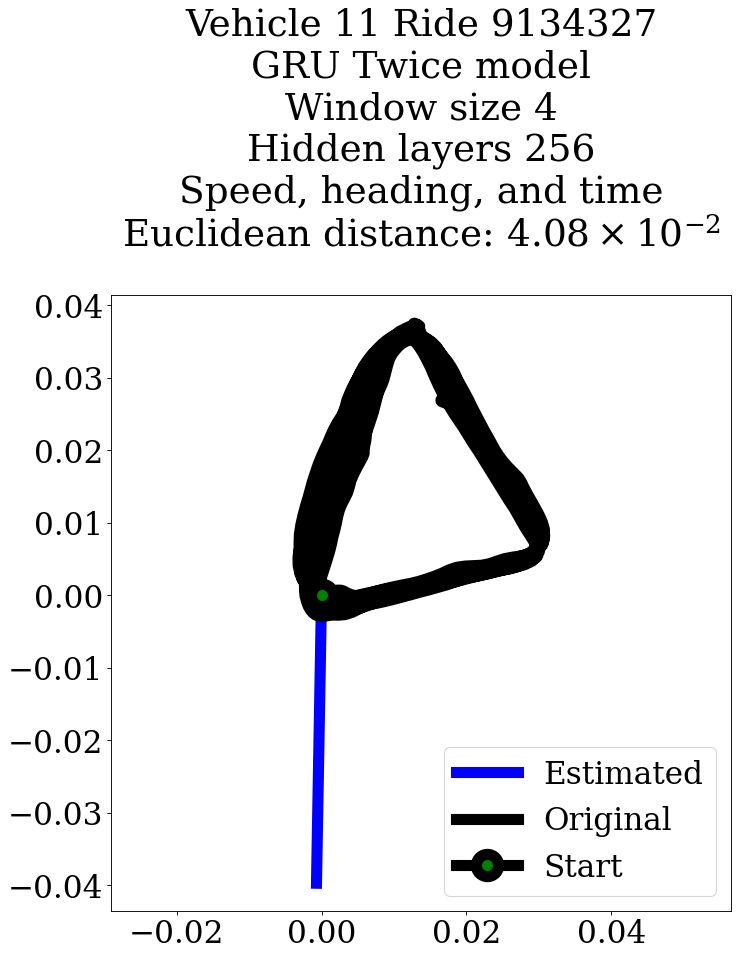 Vehicle 11 Ride 9134327
GRU Twice model
Window size 4
Hidden layers 256
Speed, heading, and time
Euclidean distance: 4.08 × 10⁻²
0.04
0.03
0.02
0.01
0.00
−0.01
−0.02
−0.03
−0.04
Estimated
Original
Start
−0.02 0.00 0.02 0.04